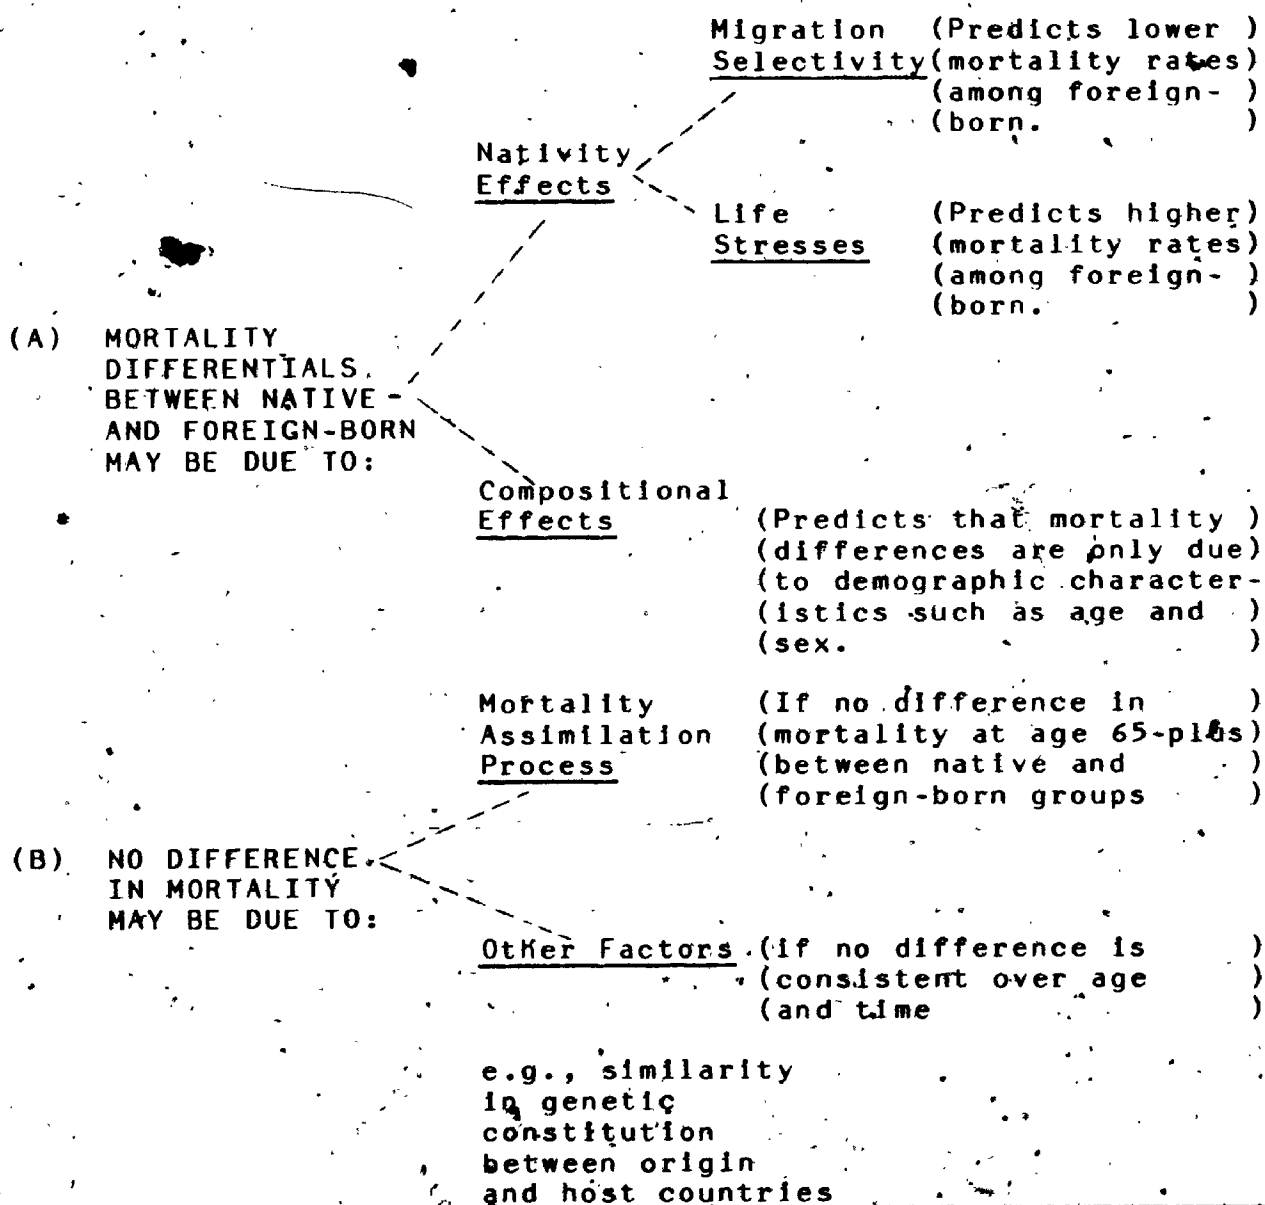 Migration (Predicts lower )
Selectivity (mortality rates)
(among foreign- )
(born. )
Nativity
Effects
Life (Predicts higher)
Stresses (mortality rates)
(among foreign- )
(born. )
(A) MORTALITY
DIFFERENTIALS
BETWEEN NATIVE-
AND FOREIGN-BORN
MAY BE DUE TO:
Compositional
Effects (Predicts that mortality )
(differences are only due)
(to demographic character-
(istics such as age and )
(sex. )
Mortality (If no difference in )
Assimilation (mortality at age 65-plus)
Process (between native and )
(foreign-born groups )
(B) NO DIFFERENCE
IN MORTALITY
MAY BE DUE TO:
Other Factors (if no difference is )
(consistent over age )
(and time )
e.g., similarity
in genetic
constitution
between origin
and host countries